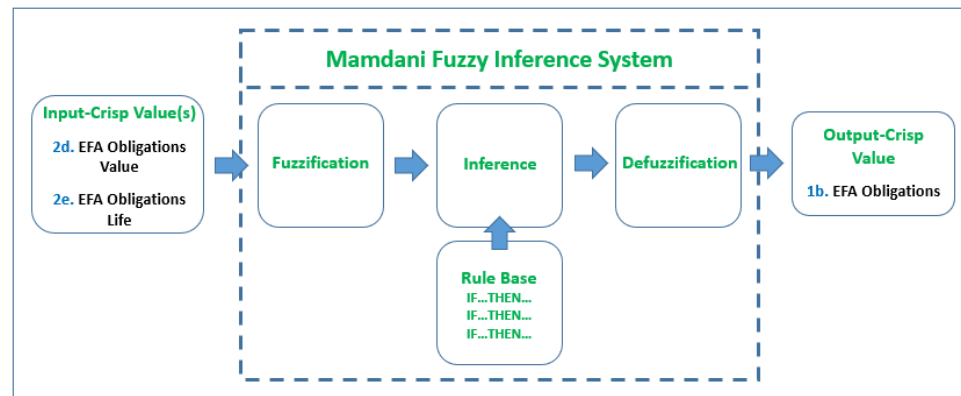 Mamdani Fuzzy Inference System
Input-Crisp Value(s)
2d. EFA Obligations
Value
2e. EFA Obligations
Life
Fuzzification
Inference
Defuzzification
Output-Crisp
Value
1b. EFA Obligations
Rule Base
IF...THEN...
IF...THEN...
IF...THEN...